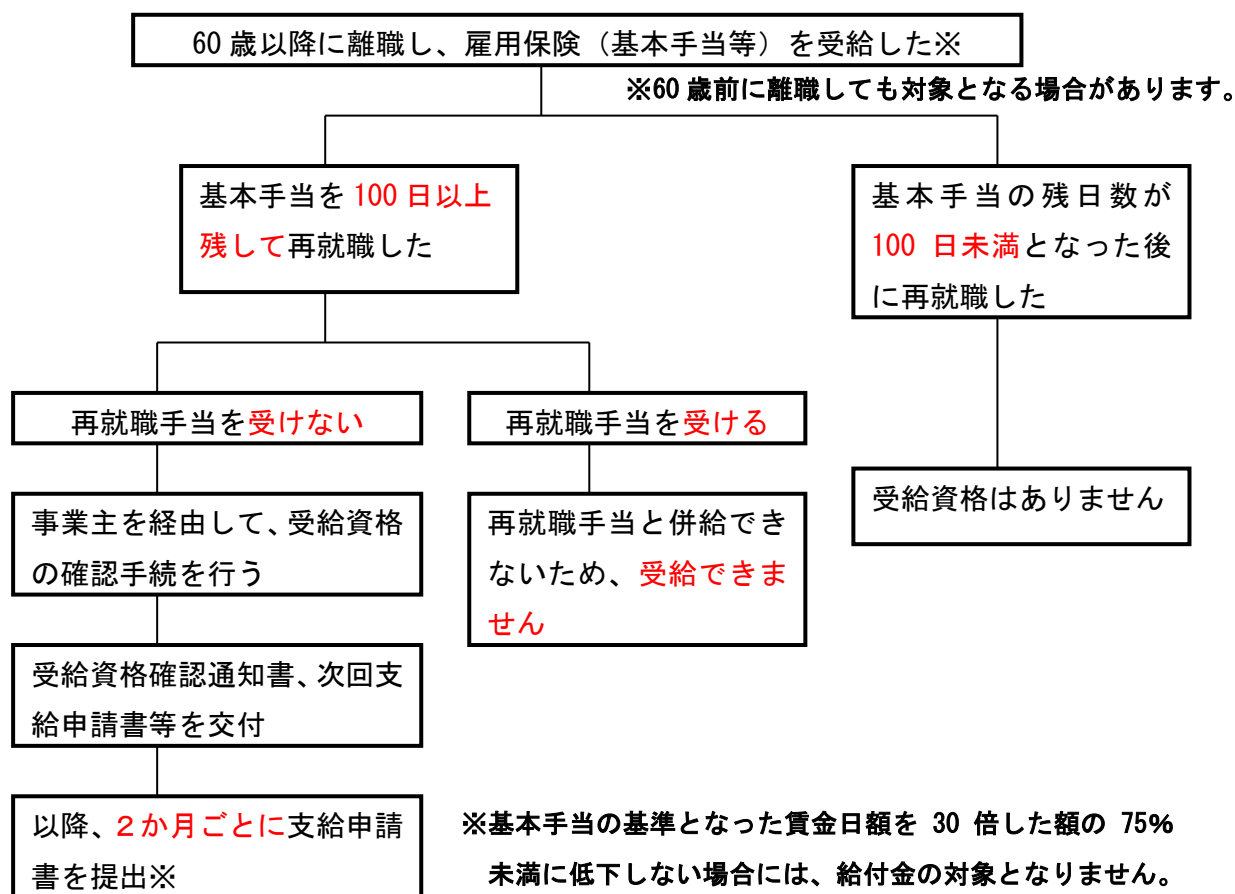 60歳以降に離職し、雇用保険（基本手当等）を受給した※
※60歳前に離職しても対象となる場合があります。
基本手当を100日以上
残して再就職した
基本手当の残日数が
100 日未満となった後
に再就職した
再就職手当を受けない
再就職手当を受ける
事業主を経由して、受給資格
の確認手続を行う
再就職手当と併給でき
ないため、受給できま
せん
受給資格はありません
受給資格確認通知書、次回支
給申請書等を交付
以降、２か月ごとに支給申請
書を提出※
※基本手当の基準となった賃金日額を 30 倍した額の 75%
未満に低下しない場合には、給付金の対象となりません。